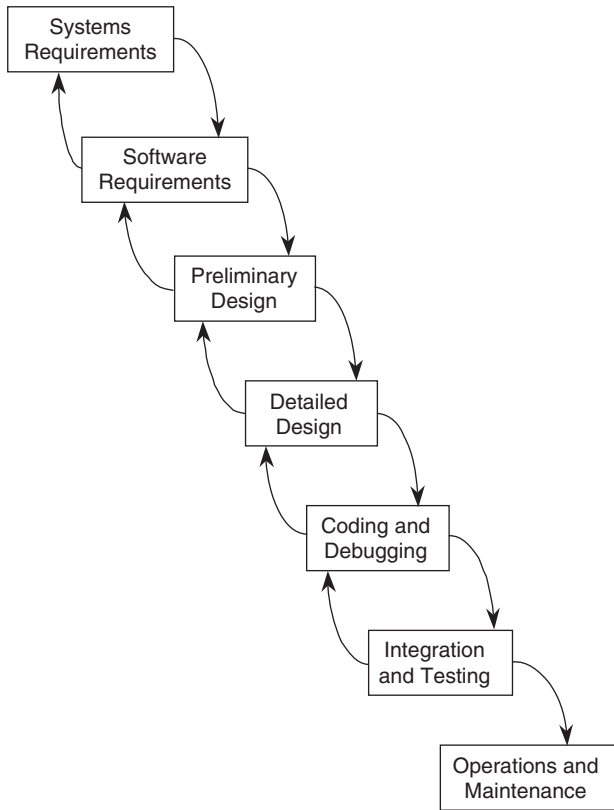 Systems
Requirements
Software
Requirements
Preliminary
Design
Detailed
Design
Coding and
Debugging
Integration
and Testing
Operations and
Maintenance